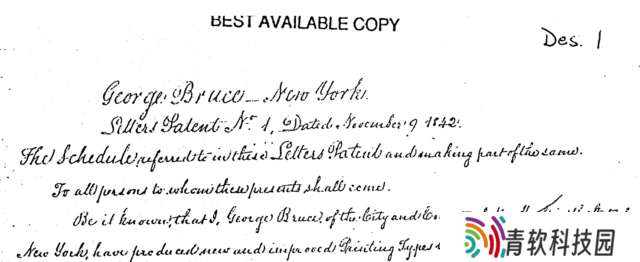 BEST AVAILABLE COPY
Des. 1
George Bruce New York.
Letters Patent No. 1, Dated November 9 1842.
The Schedule referred to in these Letters Patent and making part of the same.
To all persons to whom these presents shall come.
Be it known, that I, George Bruce, of the City and
New York, have produced new and improved Printing Types
青软科技园